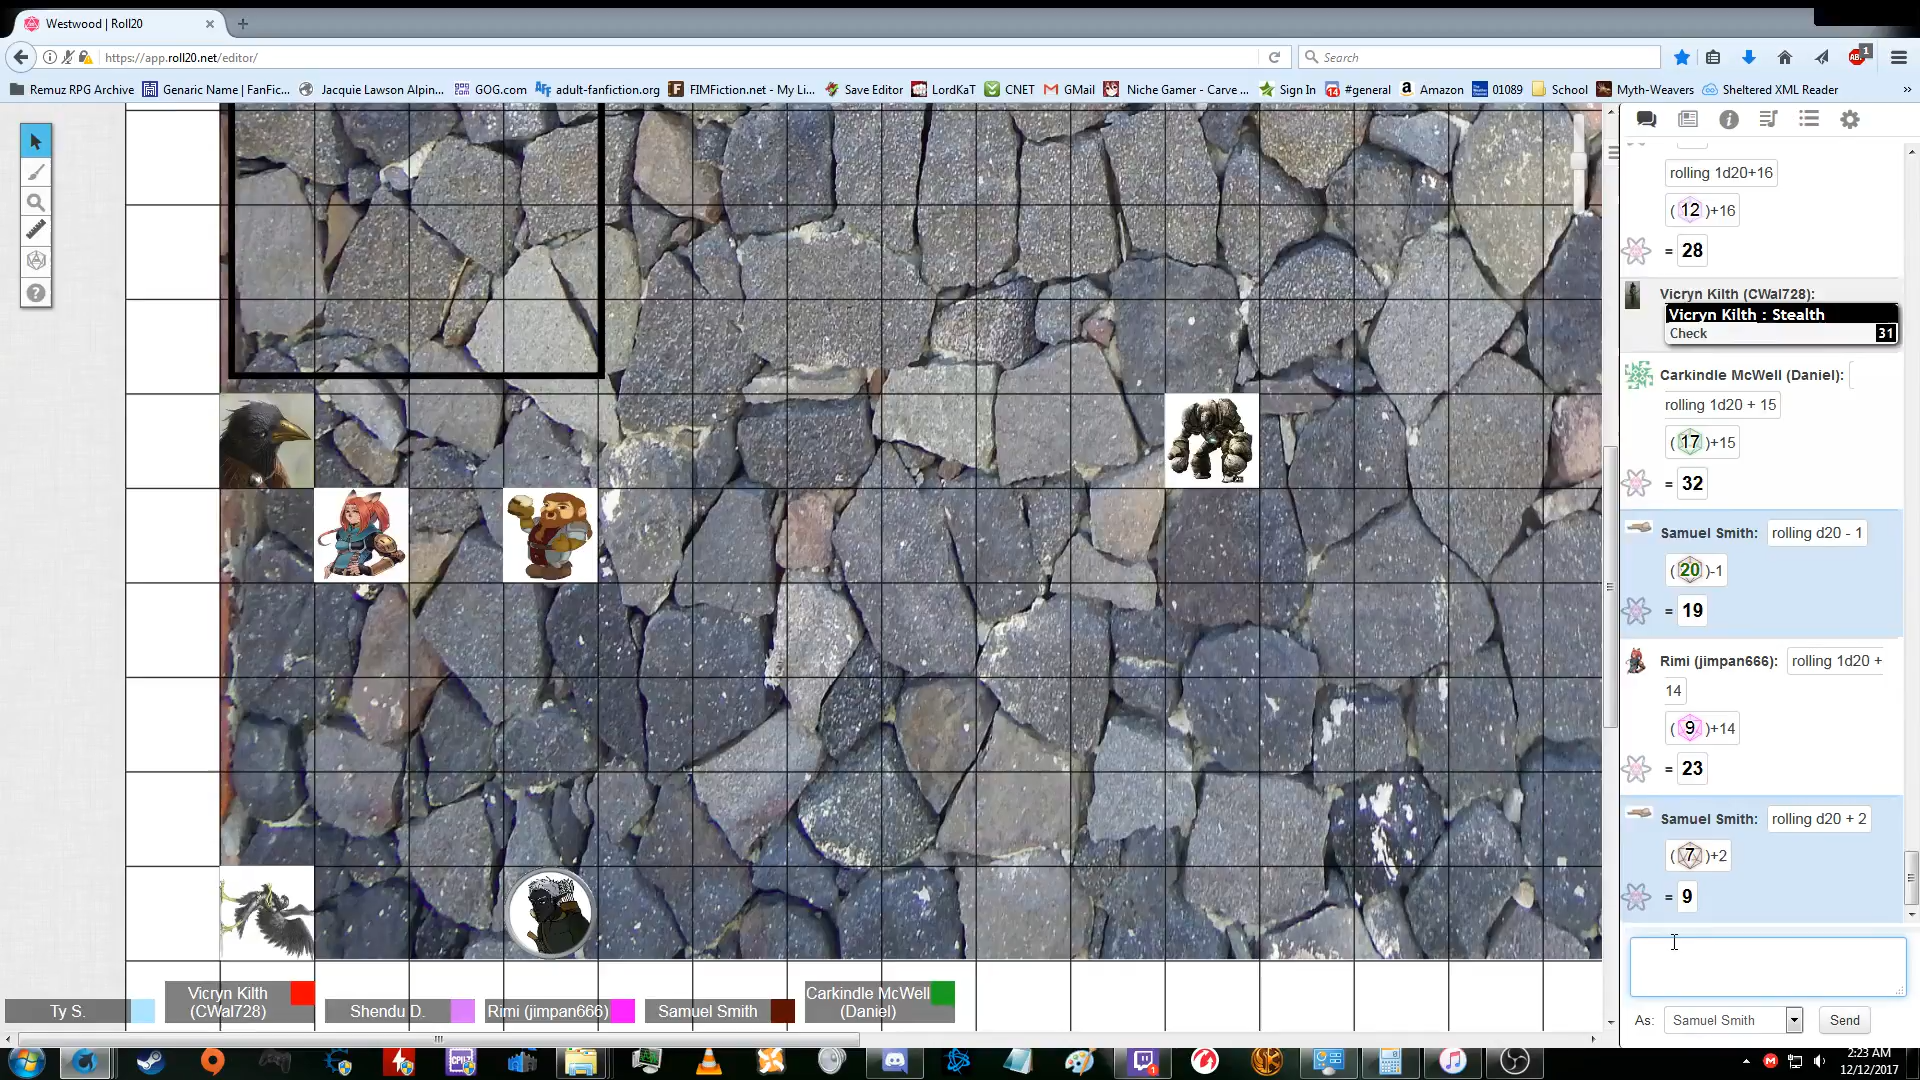 Westwood | Roll20
https://app.roll20.net/editor/
Search
1
Remuz RPG Archive
Genaric Name | FanFic...
Jacquie Lawson Alpin...
GOG.com
adult-fanfiction.org
FIMFiction.net - My Li...
Save Editor
LordKaT
CNET
GMail
Niche Gamer - Carve ...
Sign In
14 #general
Amazon
01089
School
Myth-Weavers
Sheltered XML Reader
»
rolling 1d20+16
(12)+16
= 28
Vicryn Kilth (CWal728):
Vicryn Kilth : Stealth
Check 31
Carkindle McWell (Daniel):
rolling 1d20 + 15
(17)+15
= 32
Samuel Smith: rolling d20 - 1
(20)-1
= 19
Rimi (jimpan666): rolling 1d20 +
14
(9)+14
= 23
Samuel Smith: rolling d20 + 2
(7)+2
= 9
As: Samuel Smith Send
Ty S.
Vicryn Kilth
(CWal728)
Shendu D.
Rimi (jimpan666)
Samuel Smith
Carkindle McWell
(Daniel)
2:23 AM
12/12/2017